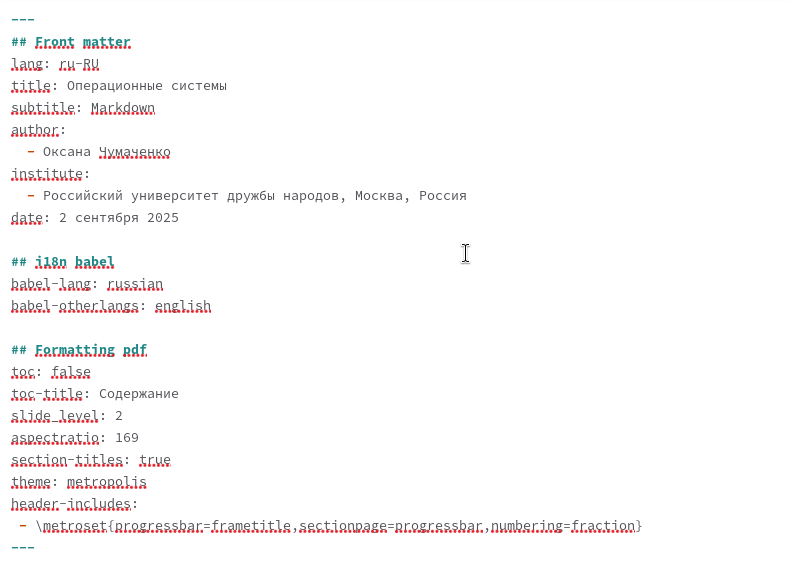 ---
## Front matter
lang: ru-RU
title: Операционные системы
subtitle: Markdown
author:
  - Оксана Чумаченко
institute:
  - Российский университет дружбы народов, Москва, Россия
date: 2 сентября 2025

## i18n babel
babel-lang: russian
babel-otherlangs: english

## Formatting pdf
toc: false
toc-title: Содержание
slide_level: 2
aspectratio: 169
section-titles: true
theme: metropolis
header-includes:
 - \metroset{progressbar=frametitle,sectionpage=progressbar,numbering=fraction}
---